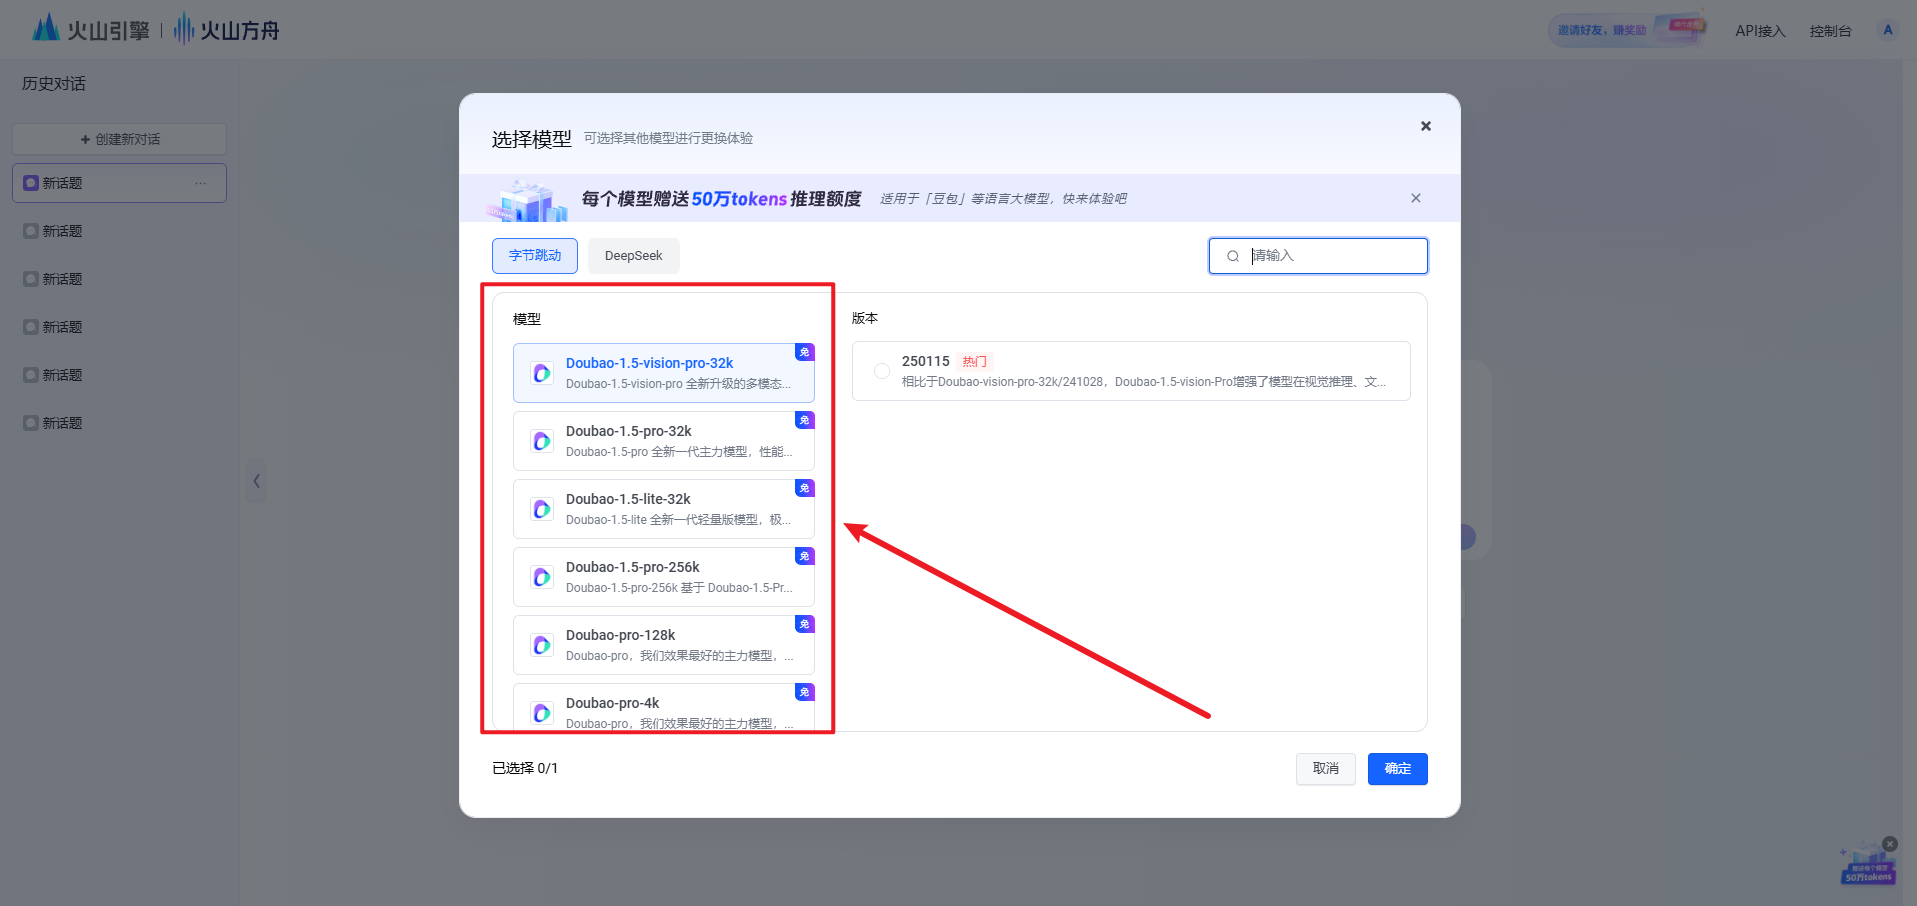 火山引擎 | 火山方舟
邀请好友，赚奖励
API接入
控制台
A
历史对话
+ 创建新对话
新话题
...
新话题
新话题
新话题
新话题
新话题
选择模型 可选择其他模型进行更换体验
每个模型赠送50万tokens推理额度 适用于「豆包」等语言大模型，快来体验吧
字节跳动
DeepSeek
请输入
模型
免
Doubao-1.5-vision-pro-32k
Doubao-1.5-vision-pro 全新升级的多模态...
免
Doubao-1.5-pro-32k
Doubao-1.5-pro 全新一代主力模型，性能...
免
Doubao-1.5-lite-32k
Doubao-1.5-lite 全新一代轻量版模型，极...
免
Doubao-1.5-pro-256k
Doubao-1.5-pro-256k 基于 Doubao-1.5-Pr...
免
Doubao-pro-128k
Doubao-pro，我们效果最好的主力模型，...
免
Doubao-pro-4k
Doubao-pro，我们效果最好的主力模型，...
版本
250115 热门
相比于Doubao-vision-pro-32k/241028，Doubao-1.5-vision-Pro增强了模型在视觉推理、文...
已选择 0/1
取消
确定
50万tokens